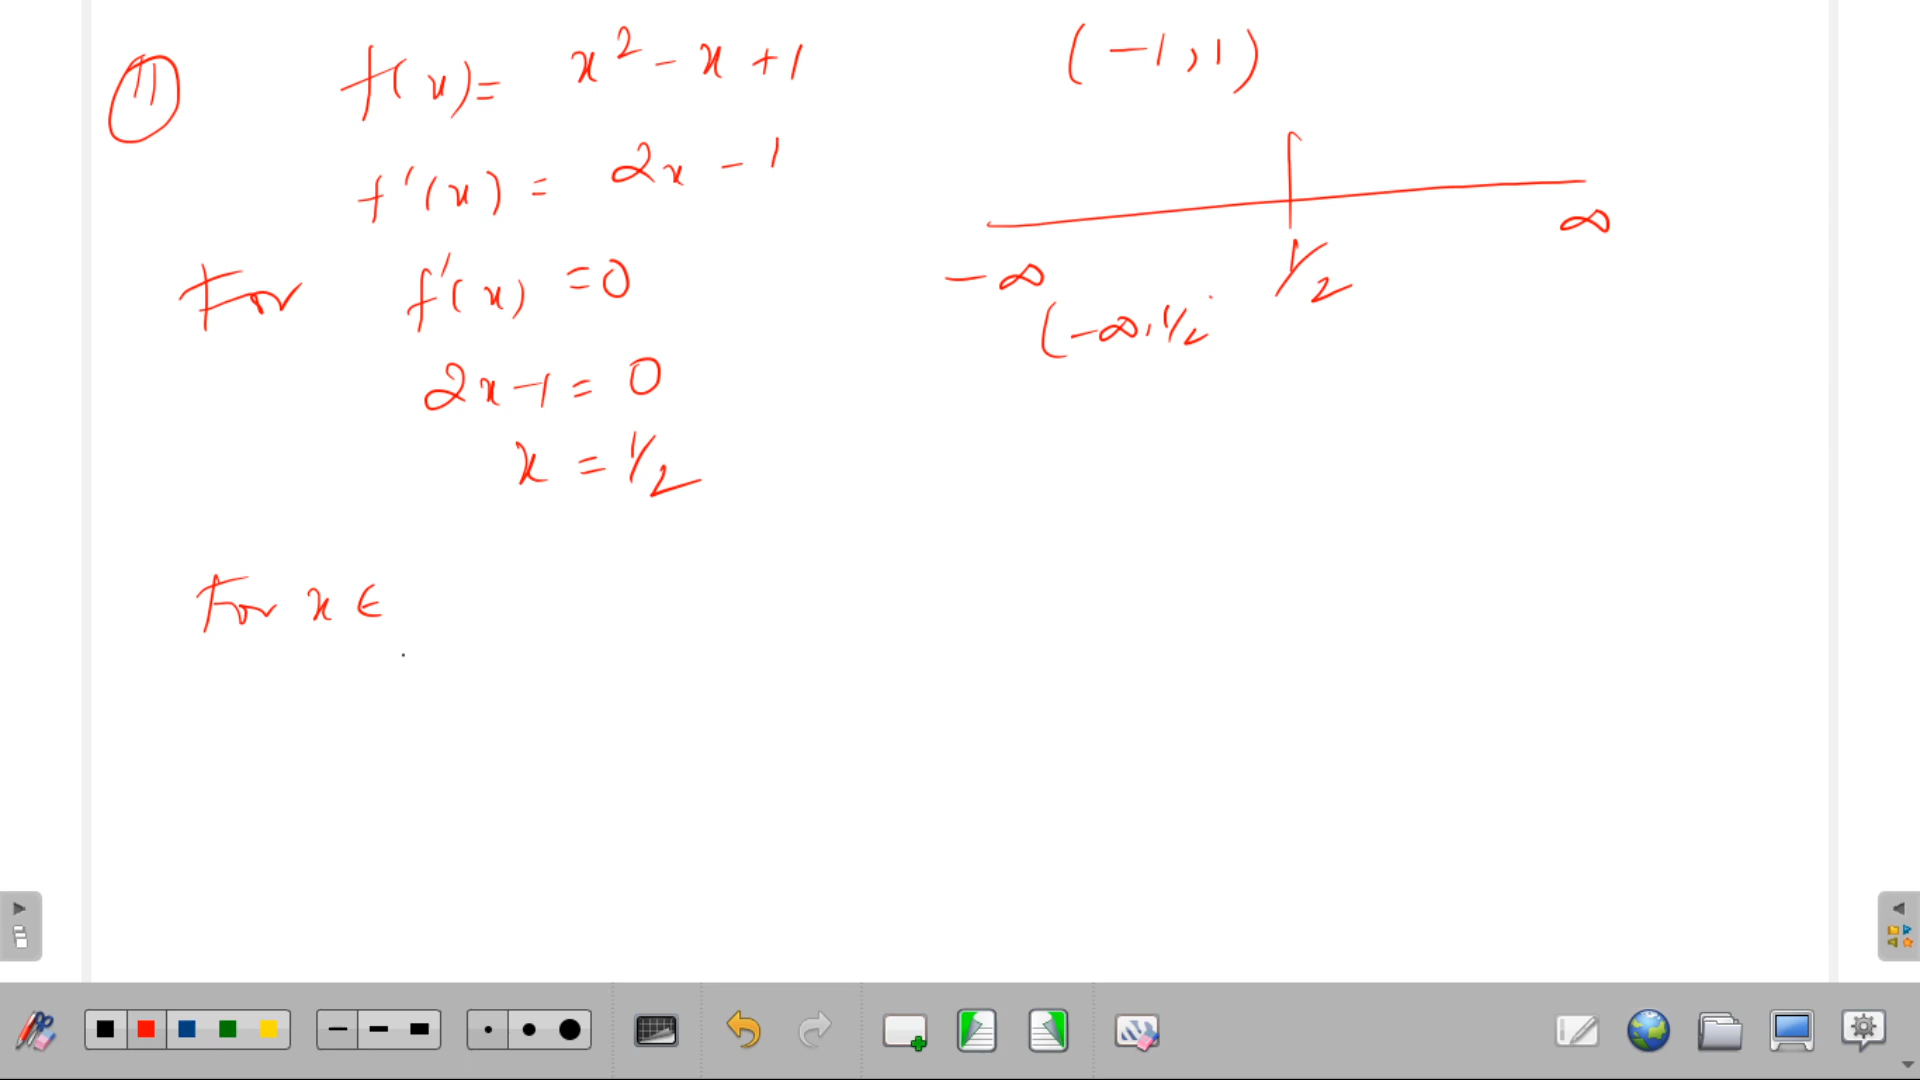 11
f(x) = x² - x + 1
(-1, 1)
f'(x) = 2x - 1
-∞ 1/2 ∞
(-∞, 1/2
For f'(x) = 0
2x - 1 = 0
x = 1/2
For x ∈